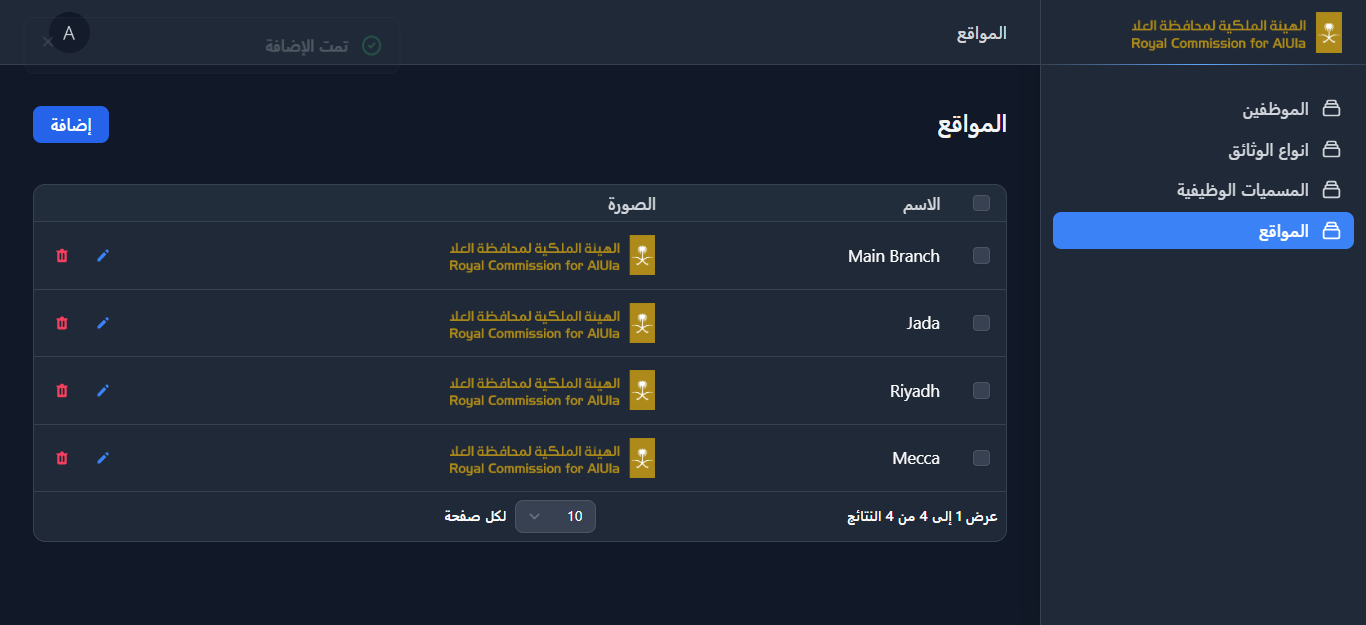 الهيئة الملكية لمحافظة العلا
Royal Commission for AlUla
المواقع
تمت الإضافة
A
الموظفين
انواع الوثائق
المسميات الوظيفية
المواقع
المواقع
إضافة
الاسم الصورة
Main Branch
الهيئة الملكية لمحافظة العلا
Royal Commission for AlUla
Jada
الهيئة الملكية لمحافظة العلا
Royal Commission for AlUla
Riyadh
الهيئة الملكية لمحافظة العلا
Royal Commission for AlUla
Mecca
الهيئة الملكية لمحافظة العلا
Royal Commission for AlUla
عرض 1 إلى 4 من 4 النتائج
10 لكل صفحة